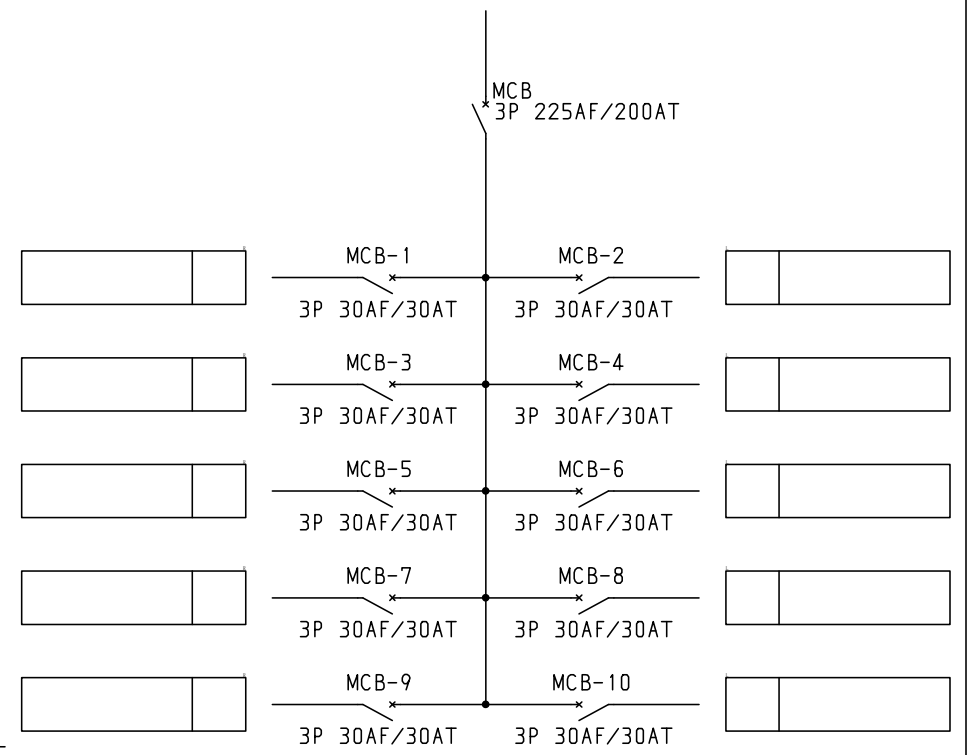 MCB
3P 225AF/200AT
MCB-1
MCB-2
3P 30AF/30AT
3P 30AF/30AT
MCB-3
MCB-4
3P 30AF/30AT
3P 30AF/30AT
MCB-5
MCB-6
3P 30AF/30AT
3P 30AF/30AT
MCB-7
MCB-8
3P 30AF/30AT
3P 30AF/30AT
MCB-9
MCB-10
3P 30AF/30AT
3P 30AF/30AT